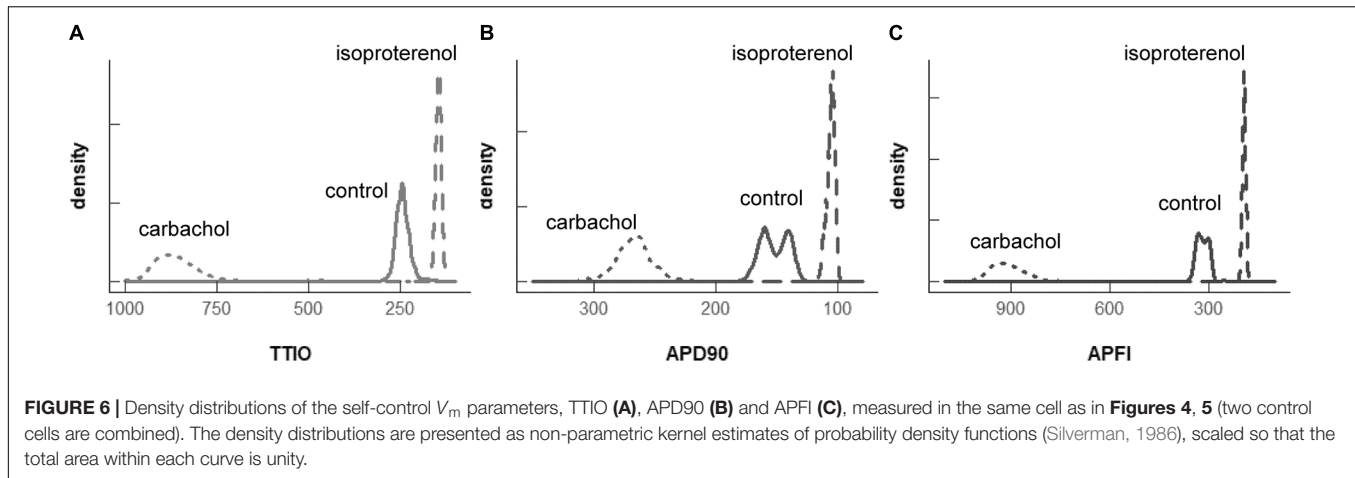 A
B
C
isoproterenol
isoproterenol
isoproterenol
density
density
density
control
control
control
carbachol
carbachol
carbachol
1000 750 500 250
300 200 100
900 600 300
TTIO
APD90
APFI
FIGURE 6 | Density distributions of the self-control Vm parameters, TTIO (A), APD90 (B) and APFI (C), measured in the same cell as in Figures 4, 5 (two control
cells are combined). The density distributions are presented as non-parametric kernel estimates of probability density functions (Silverman, 1986), scaled so that the
total area within each curve is unity.